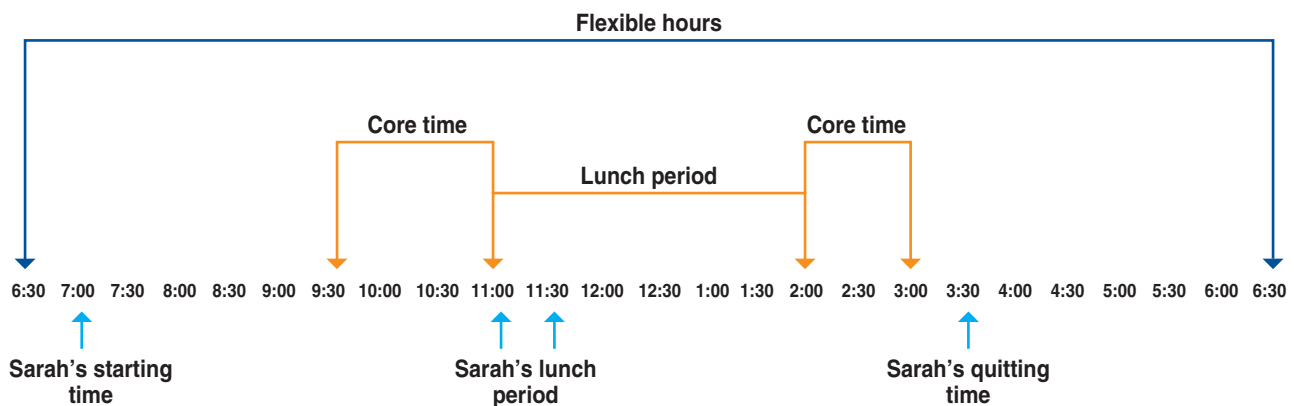 Flexible hours
Core time
Core time
Lunch period
6:30 7:00 7:30 8:00 8:30 9:00 9:30 10:00 10:30 11:00 11:30 12:00 12:30 1:00 1:30 2:00 2:30 3:00 3:30 4:00 4:30 5:00 5:30 6:00 6:30
Sarah's starting
time
Sarah's lunch
period
Sarah's quitting
time